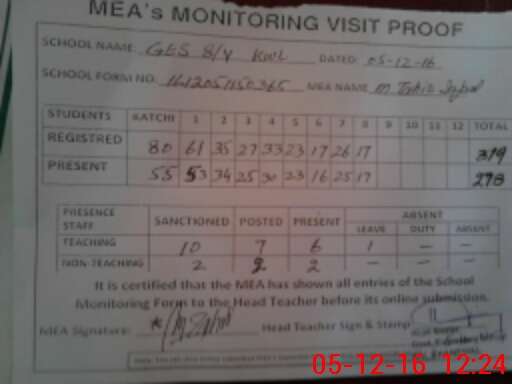 MEA's MONITORING VISIT PROOF
SCHOOL NAME: GES 8/V DATED: 05-12-16
SCHOOL FORM NO: MEA NAME M
STUDENTS KATCHI 1 2 3 4 5 6 7 8 9 10 11 12 TOTAL
REGISTRED 80 61 35 27 33 23 17 26 17 319
PRESENT 55 53 34 25 30 23 16 25 17 278
PRESENCE STAFF SANCTIONED POSTED PRESENT ABSENT
LEAVE DUTY ABSENT
TEACHING 10 7 6 1 — —
NON-TEACHING 2 2 2 — — —
It is certified that the MEA has shown all entries of the School
Monitoring Form to the Head Teacher before its online submission.
MEA Signature: Head Teacher Sign & Stamp
05-12-16 12:24